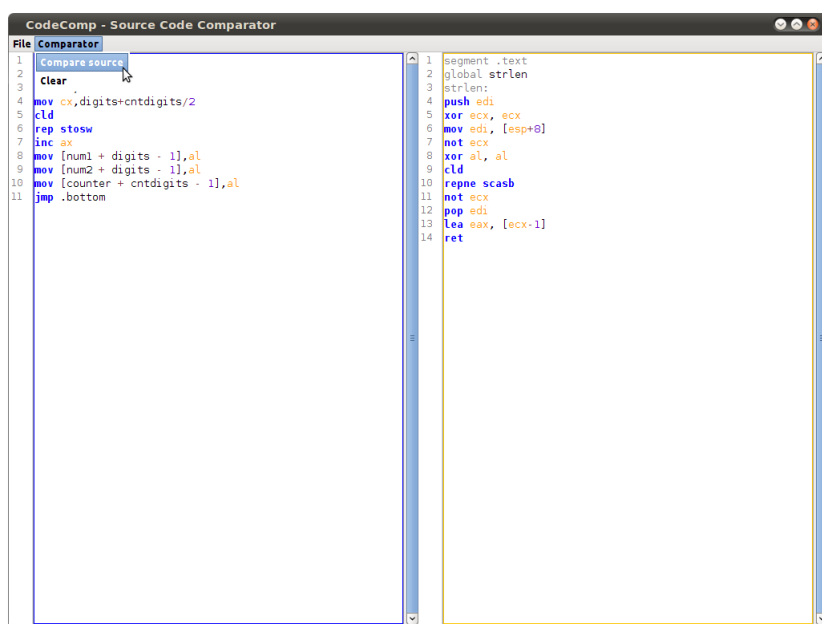 CodeComp - Source Code Comparator
File Comparator
Compare source
Clear
1
2
3
4 mov cx,digits+cntdigits/2
5 cld
6 rep stosw
7 inc ax
8 mov [num1 + digits - 1],al
9 mov [num2 + digits - 1],al
10 mov [counter + cntdigits - 1],al
11 jmp .bottom
1 segment .text
2 global strlen
3 strlen:
4 push edi
5 xor ecx, ecx
6 mov edi, [esp+8]
7 not ecx
8 xor al, al
9 cld
10 repne scasb
11 not ecx
12 pop edi
13 lea eax, [ecx-1]
14 ret